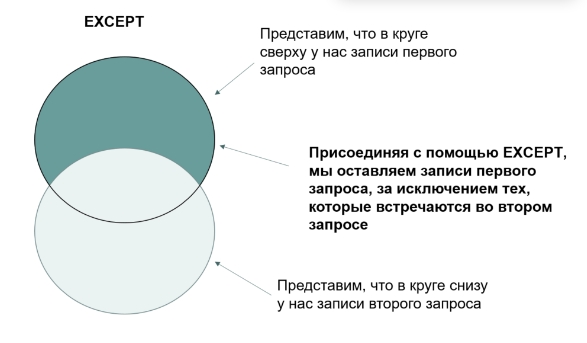 EXCEPT
Представим, что в круге
сверху у нас записи первого
запроса
Присоединяя с помощью EXCEPT,
мы оставляем записи первого
запроса, за исключением тех,
которые встречаются во втором
запросе
Представим, что в круге снизу
у нас записи второго запроса